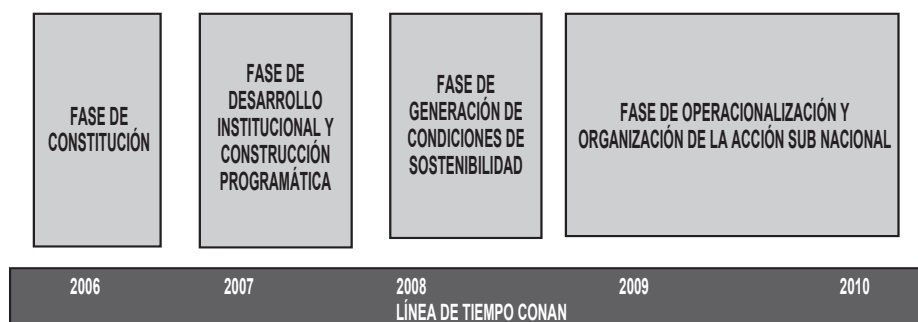 FASE DE
CONSTITUCIÓN
FASE DE
DESARROLLO
INSTITUCIONAL Y
CONSTRUCCIÓN
PROGRAMÁTICA
FASE DE
GENERACIÓN DE
CONDICIONES DE
SOSTENIBILIDAD
FASE DE OPERACIONALIZACIÓN Y
ORGANIZACIÓN DE LA ACCIÓN SUB NACIONAL
2006 2007 2008 2009 2010
LÍNEA DE TIEMPO CONAN